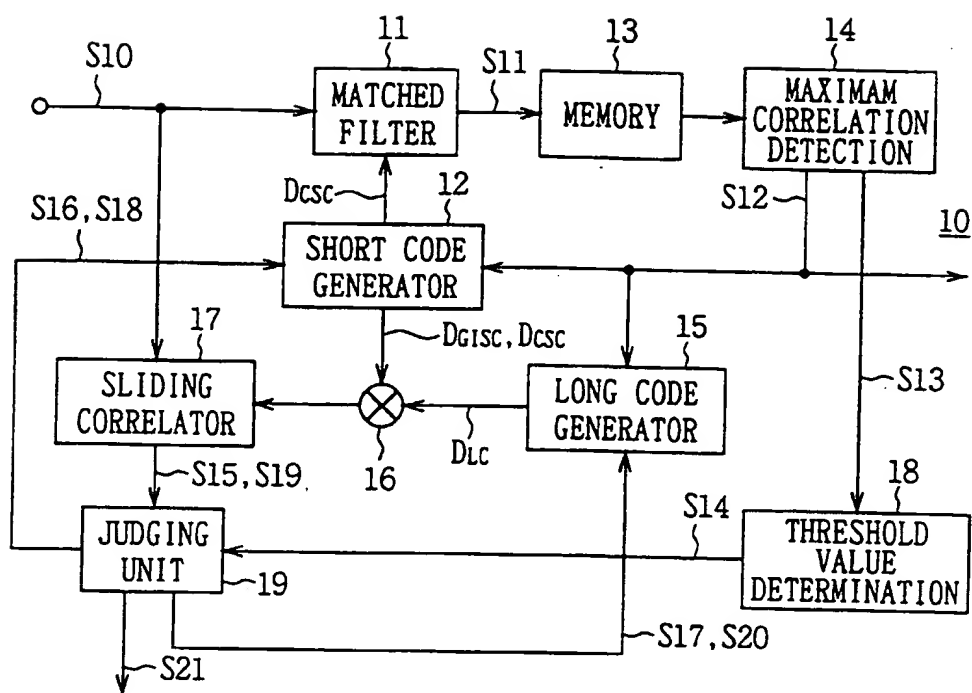 11
13
14
S10
S11
MATCHED
FILTER
MEMORY
MAXIMAM
CORRELATION
DETECTION
DCSC
12
S12
10
S16, S18
SHORT CODE
GENERATOR
17
DGISC, DCSC
15
SLIDING
CORRELATOR
LONG CODE
GENERATOR
S13
DLC
16
S15, S19
18
S14
JUDGING
UNIT
THRESHOLD
VALUE
DETERMINATION
19
S17, S20
S21